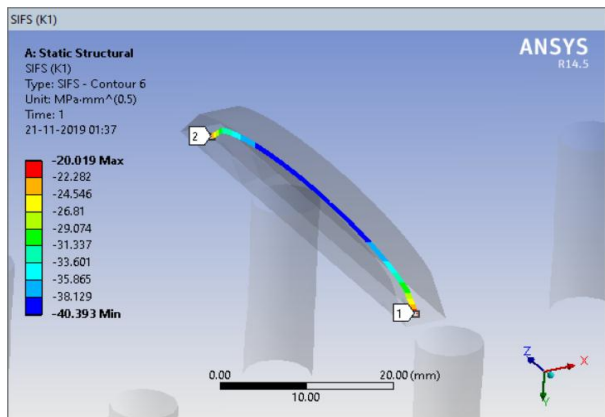 SIFS (K1)
A: Static Structural
SIFS (K1)
Type: SIFS - Contour 6
Unit: MPa·mm^(0.5)
Time: 1
21-11-2019 01:37
ANSYS
R14.5
-20.019 Max
-22.282
-24.546
-26.81
-29.074
-31.337
-33.601
-35.865
-38.129
-40.393 Min
2
1
0.00
20.00 (mm)
10.00
Z
X
Y